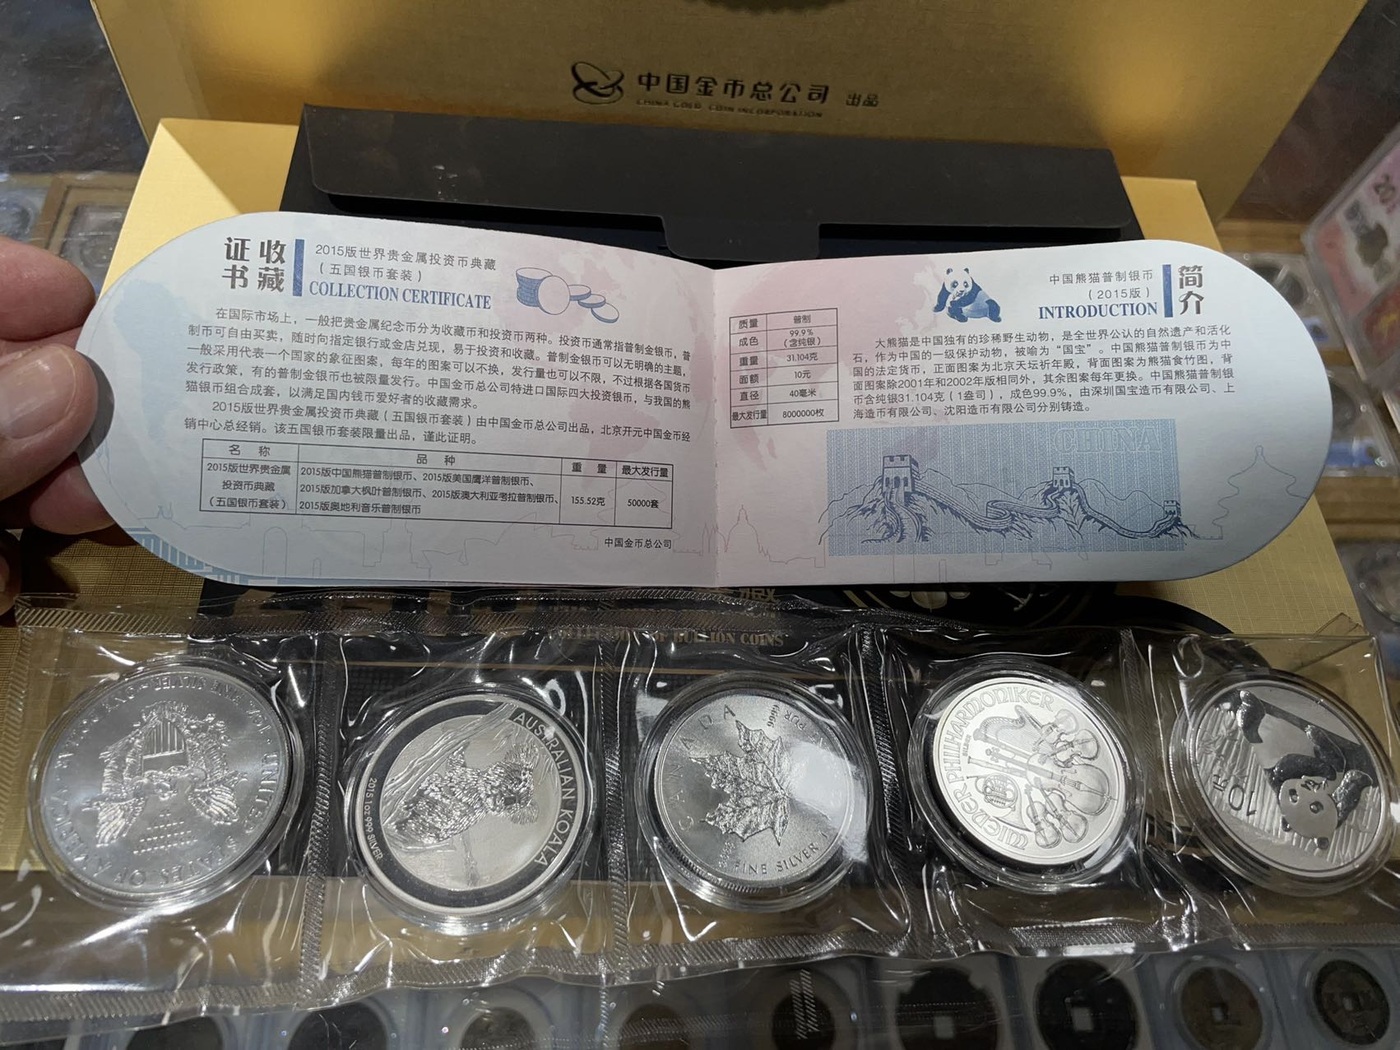 中国金币总公司 出品
CHINA GOLD COIN INCORPORATION
收藏
证书
2015版世界贵金属投资币典藏
（五国银币套装）
COLLECTION CERTIFICATE
在国际市场上，一般把贵金属纪念币分为收藏币和投资币两种。投资币通常指普制金银币，普
制币可自由买卖，随时向指定银行或金店兑现，易于投资和收藏。普制金银币可以无明确的主题，
一般采用代表一个国家的象征图案，每年的图案可以不换，发行量也可以不限，不过根据各国货币
发行政策，有的普制金银币也被限量发行。中国金币总公司特进口国际四大投资银币，与我国的熊
猫银币组合成套，以满足国内钱币爱好者的收藏需求。
2015版世界贵金属投资币典藏（五国银币套装）由中国金币总公司出品，北京开元中国金币经
销中心总经销。该五国银币套装限量出品，谨此证明。
名 称 品 种 重 量 最大发行量
2015版世界贵金属 2015版中国熊猫普制银币、2015版美国鹰洋普制银币、
投资币典藏 2015版加拿大枫叶普制银币、2015版澳大利亚考拉普制银币、 155.52克 50000套
（五国银币套装） 2015版奥地利音乐普制银币
中国金币总公司
简介
中国熊猫普制银币
（2015版）
INTRODUCTION
质量 普制
成色 99.9%
（含纯银）
重量 31.104克
面额 10元
直径 40毫米
最大发行量 8000000枚
大熊猫是中国独有的珍稀野生动物，是全世界公认的自然遗产和活化
石，作为中国的一级保护动物，被喻为“国宝”。中国熊猫普制银币为中
国的法定货币，正面图案为北京天坛祈年殿，背面图案为熊猫食竹图，背
面图案除2001年和2002年版相同外，其余图案每年更换。中国熊猫普制银
币含纯银31.104克（1盎司），成色99.9%，由深圳国宝造币有限公司、上
海造币有限公司、沈阳造币有限公司分别铸造。
CHINA
BULLION COINS
UNITED STATES OF AMERICA
AUSTRALIAN KOALA
2015 1oz 999 SILVER
CANADA
9999
FINE SILVER
WIENER PHILHARMONIKER
10元